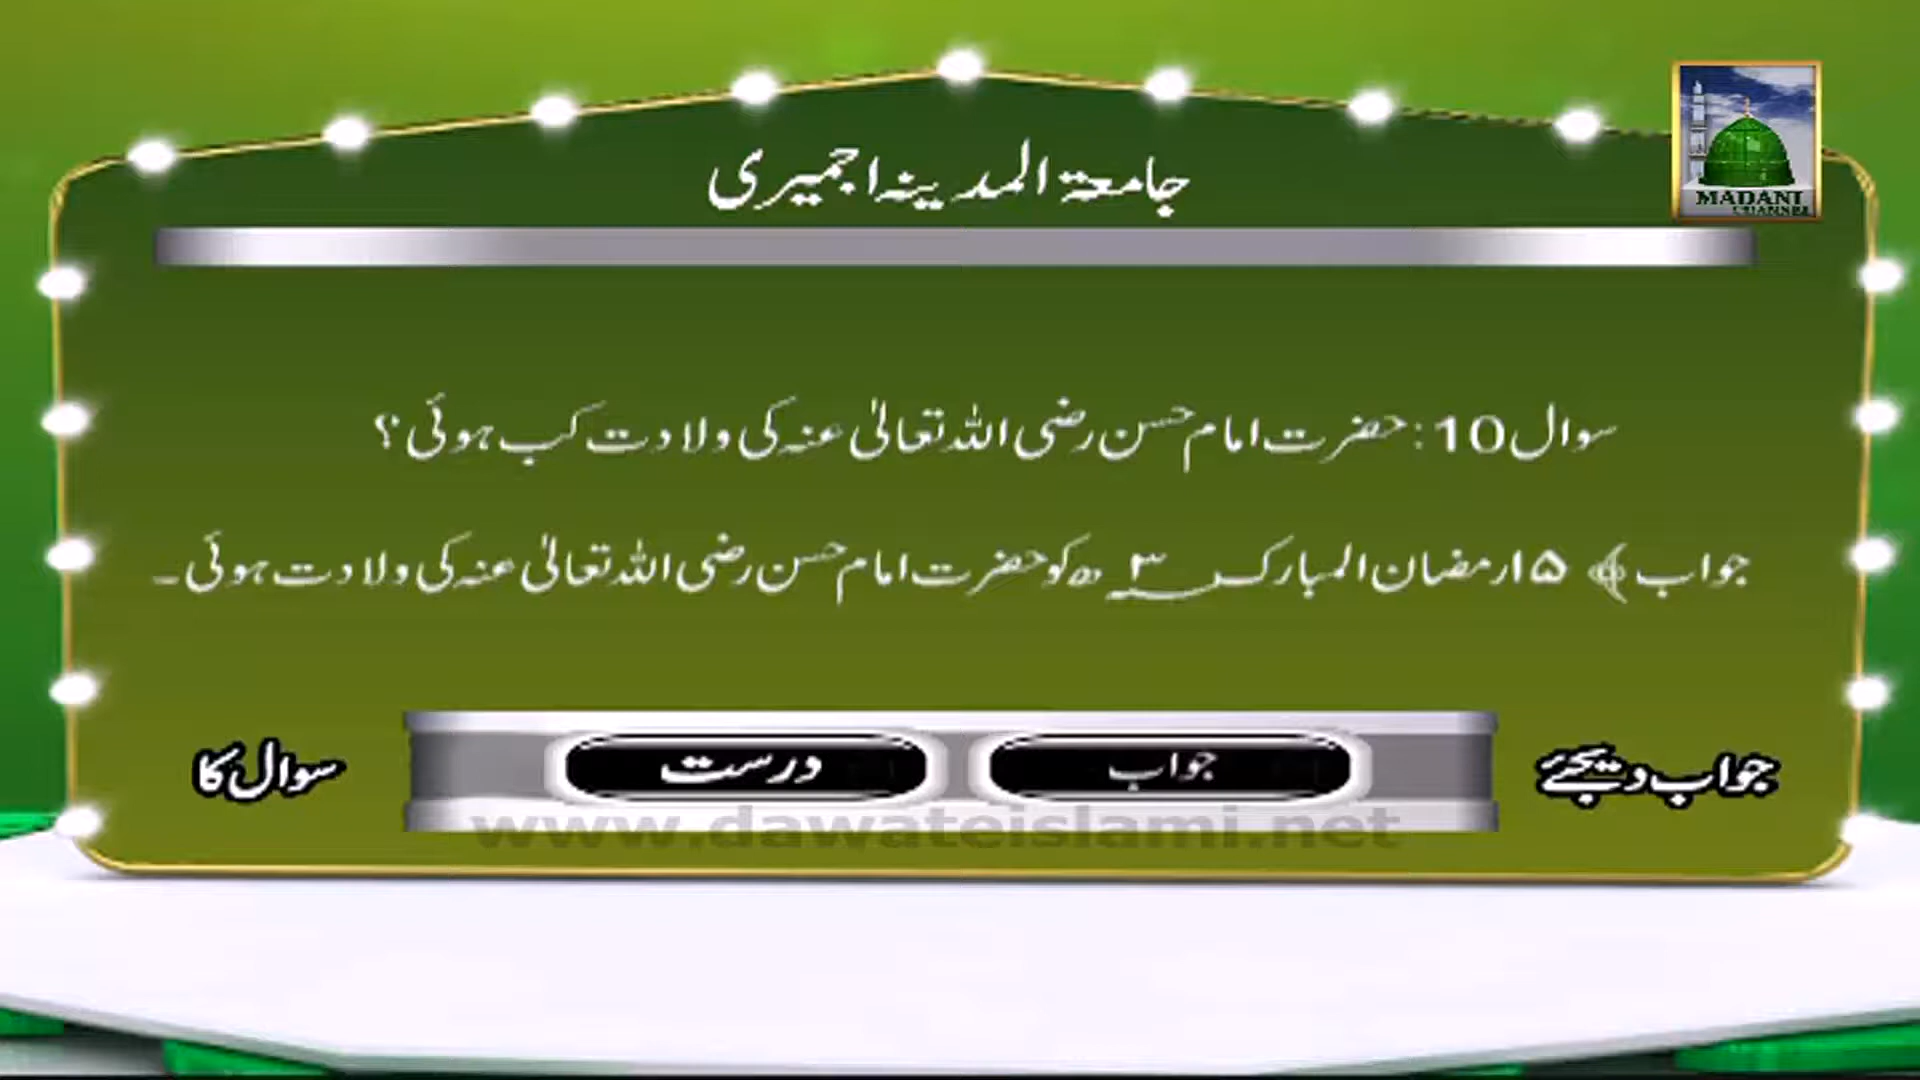 جامعۃ المدینہ اجمیری
MADANI
CHANNEL
سوال 10: حضرت امام حسن رضی اللہ تعالیٰ عنہ کی ولادت کب ہوئی ؟
جواب ﴾ ۱۵ رمضان المبارک ۳؁ھ کو حضرت امام حسن رضی اللہ تعالیٰ عنہ کی ولادت ہوئی ۔
جواب دیجئے جواب درست سوال کا
www.dawateislami.net